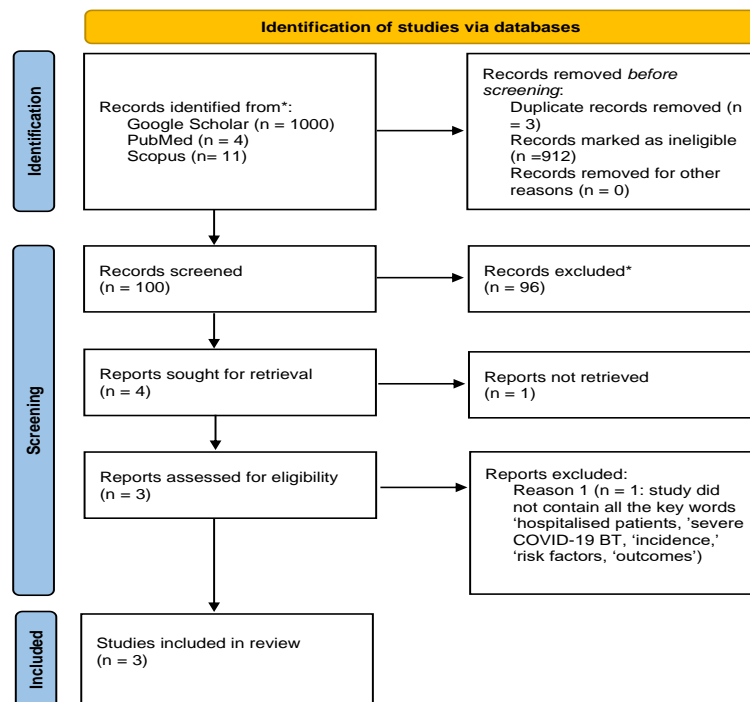 Identification of studies via databases
Identification
Records identified from*:
Google Scholar (n = 1000)
PubMed (n = 4)
Scopus (n= 11)
Records removed before
screening:
Duplicate records removed (n
= 3)
Records marked as ineligible
(n =912)
Records removed for other
reasons (n = 0)
Screening
Records screened
(n = 100)
Records excluded*
(n = 96)
Reports sought for retrieval
(n = 4)
Reports not retrieved
(n = 1)
Reports assessed for eligibility
(n = 3)
Reports excluded:
Reason 1 (n = 1: study did
not contain all the key words
‘hospitalised patients, ’severe
COVID-19 BT, ‘incidence,’
‘risk factors, ‘outcomes’)
Included
Studies included in review
(n = 3)